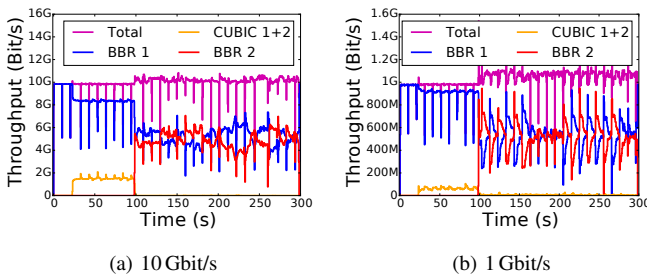 Throughput (Bit/s)
16G
14G
12G
10G
8G
6G
4G
2G
0
Total
CUBIC 1+2
BBR 1
BBR 2
0 50 100 150 200 250 300
Time (s)
(a) 10 Gbit/s
Throughput (Bit/s)
1.6G
1.4G
1.2G
1G
800M
600M
400M
200M
0
Total
CUBIC 1+2
BBR 1
BBR 2
0 50 100 150 200 250 300
Time (s)
(b) 1 Gbit/s